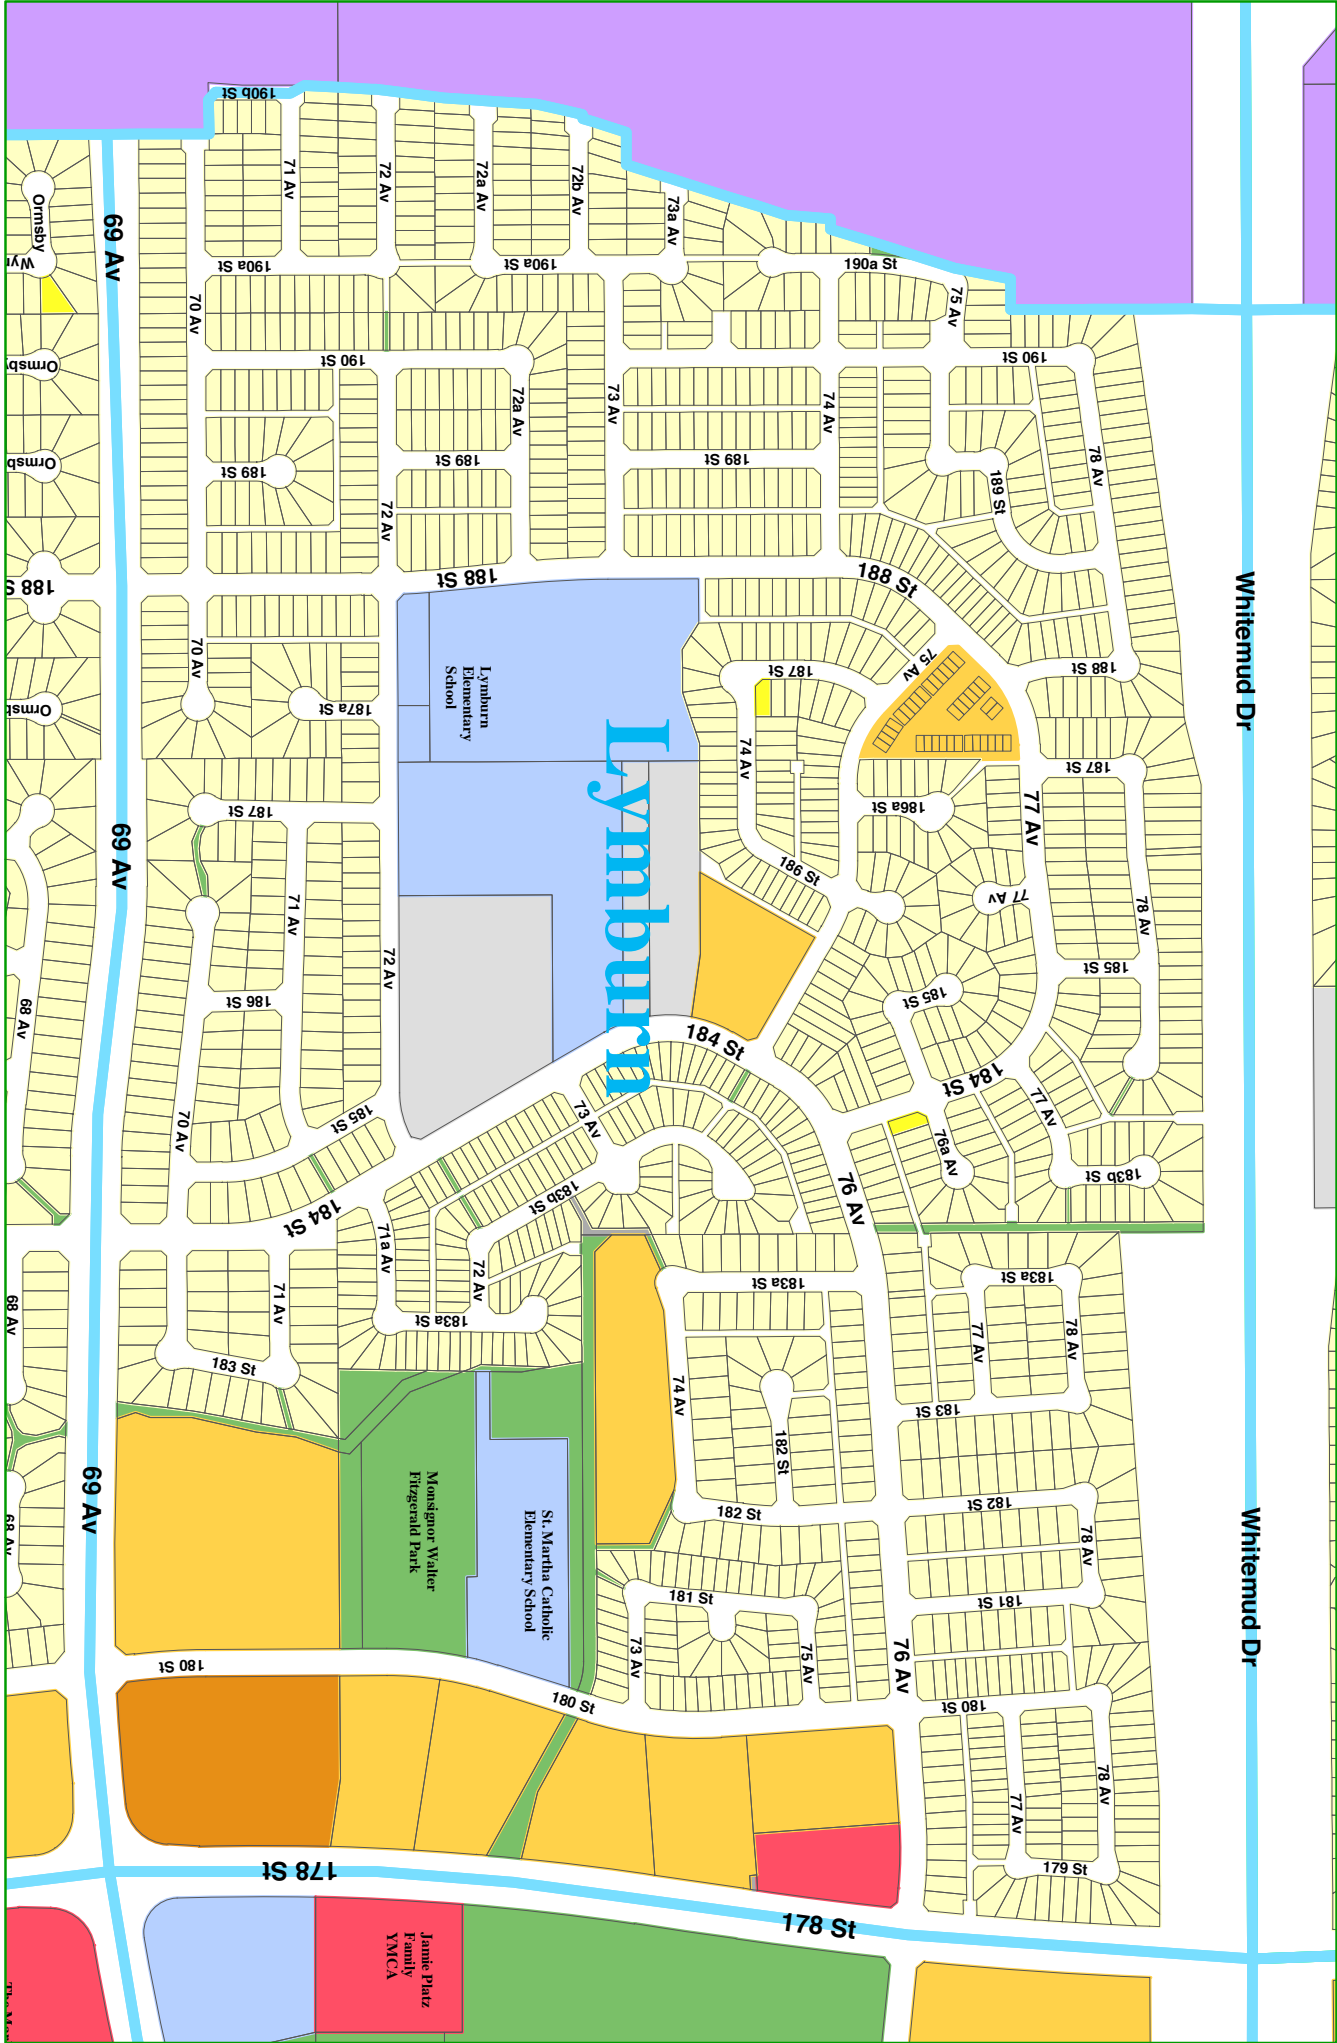 190b St
71 Av
72 Av
72a Av
72b Av
73a Av
Ormsby
69 Av
190a St
190a St
190a St
70 Av
75 Av
190 St
190 St
Ormsby
72a Av
73 Av
74 Av
78 Av
189 St
189 St
189 St
189 St
72 Av
188 St
188 St
188 S
Whitemud Dr
70 Av
75 Av
188 St
187 St
Lymburn
Elementary
School
187a St
Lymburn
74 Av
187 St
187 St
186a St
77 Av
69 Av
186 St
71 Av
77 Av
78 Av
72 Av
185 St
186 St
185 St
68 Av
184 St
184 St
70 Av
185 St
73 Av
77 Av
76a Av
183b St
183b St
76 Av
184 St
71a Av
72 Av
183a St
183a St
183a St
68 Av
71 Av
77 Av
78 Av
183 St
74 Av
183 St
182 St
69 Av
Monsignor Walter
Fitzgerald Park
St. Martha Catholic
Elementary School
182 St
182 St
68 Av
78 Av
Whitemud Dr
181 St
181 St
73 Av
75 Av
76 Av
180 St
180 St
180 St
78 Av
77 Av
179 St
178 St
178 St
Jamie Platz
Family
YMCA